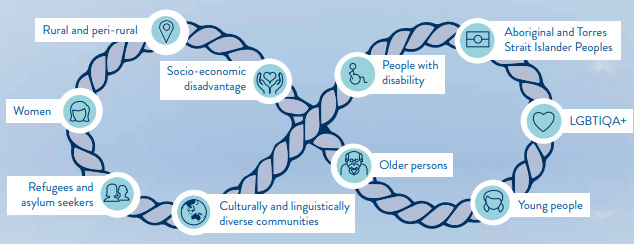 Rural and peri-rural
Socio-economic
disadvantage
Women
Refugees and
asylum seekers
Culturally and linguistically
diverse communities
People with
disability
Aboriginal and Torres
Strait Islander Peoples
LGBTIQA+
Older persons
Young people